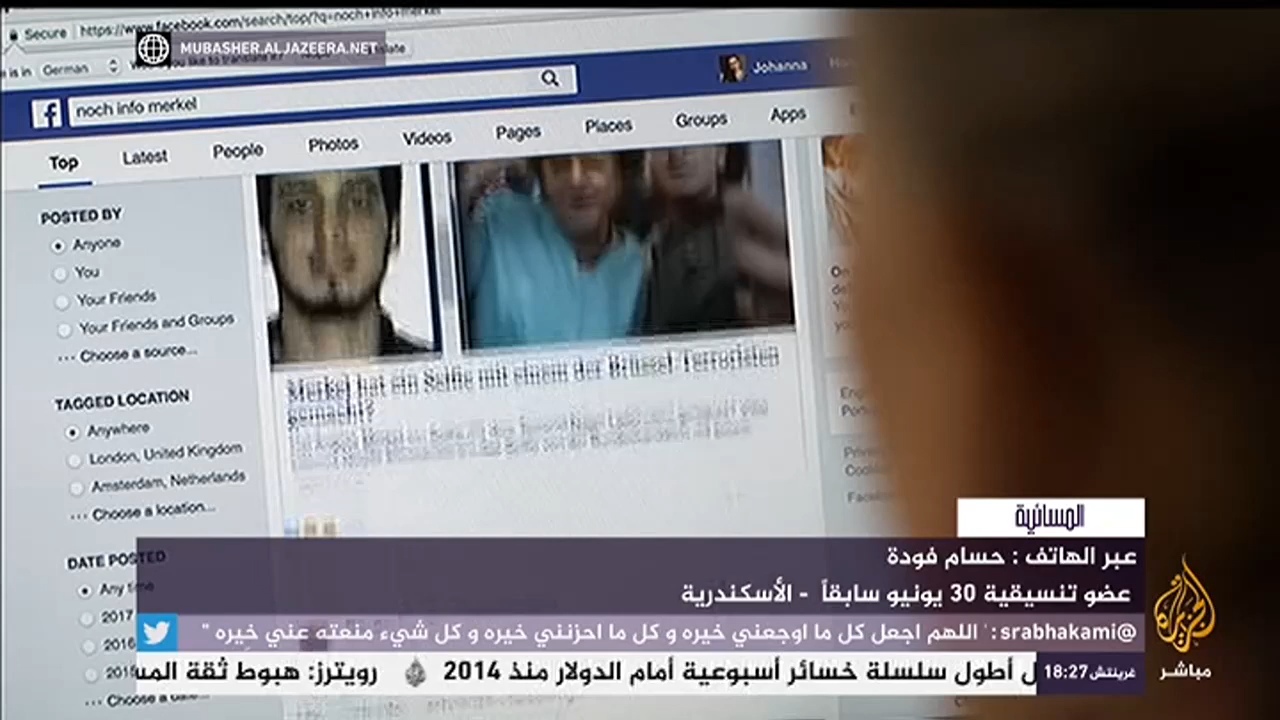 Secure
https://www.facebook.com/search/top/?q=noch+info+merkel
MUBASHER.ALJAZEERA.NET
German
noch info merkel
Johanna
Top
Latest
People
Photos
Videos
Pages
Places
Groups
Apps
POSTED BY
Anyone
You
Your Friends
Your Friends and Groups
Choose a source...
TAGGED LOCATION
Anywhere
London, United Kingdom
Amsterdam, Netherlands
Choose a location...
DATE POSTED
Any time
2017
2016
Merkel hat ein Selfie mit einem der Brüssel-Terroristen
gemacht?
المسائية
عبر الهاتف : حسام فودة
عضو تنسيقية 30 يونيو سابقاً - الأسكندرية
@srabhakami: ' اللهم اجعل كل ما اوجعني خيره و كل ما احزنني خيره و كل شيء منعته عني خيره "
غرينتش 18:27
ل أطول سلسلة خسائر أسبوعية أمام الدولار منذ 2014
رويترز: هبوط ثقة المس
الجزيرة
مباشر